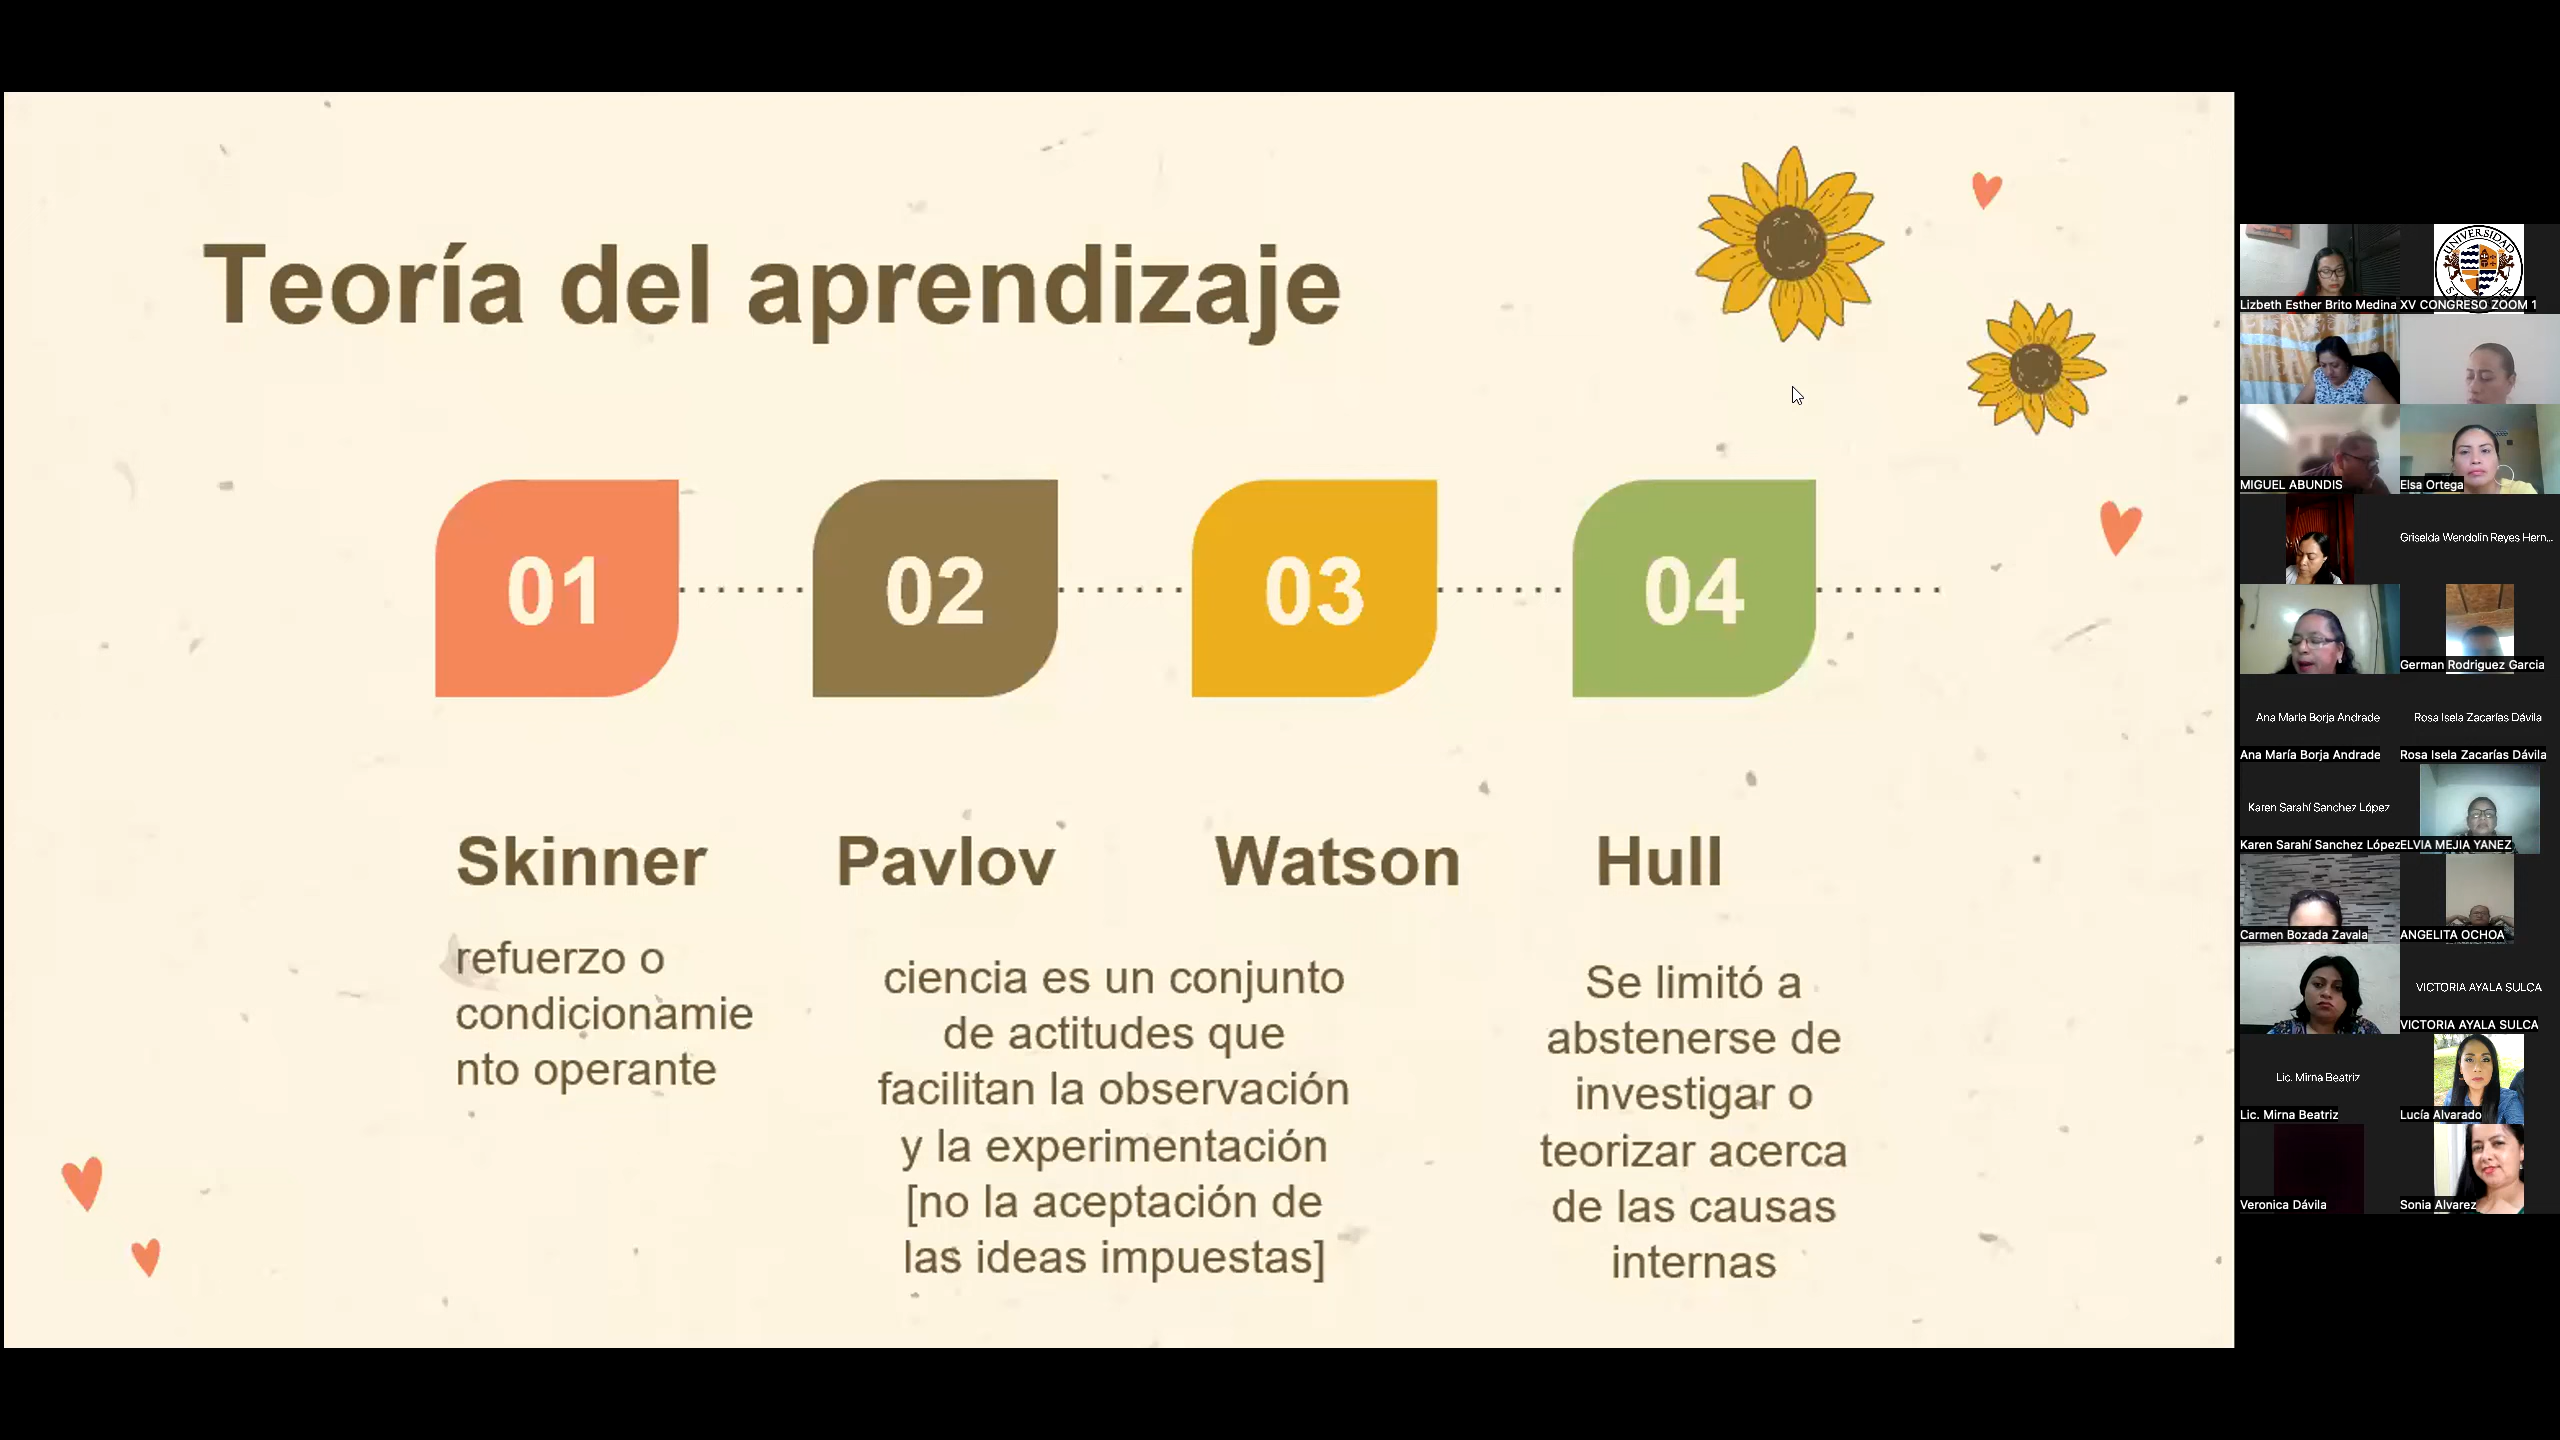 Teoría del aprendizaje
01
02
03
04
Skinner
Pavlov
Watson
Hull
refuerzo o
condicionamie
nto operante
ciencia es un conjunto
de actitudes que
facilitan la observación
y la experimentación
[no la aceptación de
las ideas impuestas]
Se limitó a
abstenerse de
investigar o
teorizar acerca
de las causas
internas
UNIVERSIDAD
Lizbeth Esther Brito Medina
XV CONGRESO ZOOM 1
MIGUEL ABUNDIS
Elsa Ortega
Griselda Wendolin Reyes Hern...
German Rodriguez Garcia
Ana María Borja Andrade
Rosa Isela Zacarías Dávila
Ana María Borja Andrade
Rosa Isela Zacarías Dávila
Karen Sarahí Sanchez López
Karen Sarahí Sanchez López
ELVIA MEJIA YANEZ
Carmen Bozada Zavala
ANGELITA OCHOA
VICTORIA AYALA SULCA
VICTORIA AYALA SULCA
Lic. Mirna Beatriz
Lic. Mirna Beatriz
Lucía Alvarado
Veronica Dávila
Sonia Alvarez